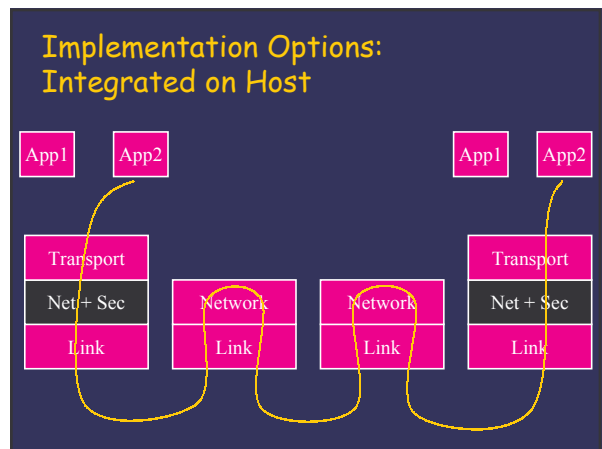 Implementation Options:
Integrated on Host
App1 App2 App1 App2
Transport Transport
Net + Sec Network Network Net + Sec
Link Link Link Link